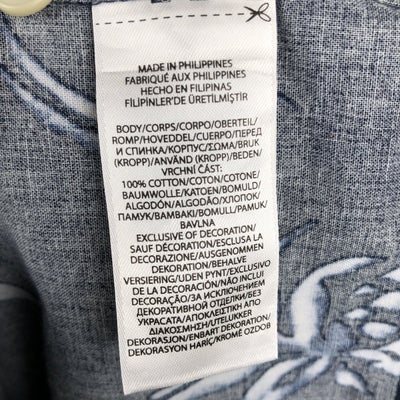 MADE IN PHILIPPINES
FABRIQUÉ AUX PHILIPPINES
HECHO EN FILIPINAS
FİLİPİNLER'DE ÜRETİLMİŞTİR
BODY/CORPS/CORPO/OBERTEIL/
ROMP/HOVEDDEL/CUERPO/ПЕРЕД
И СПИНКА/КОРПУС/ΣΩΜΑ/BRUK
(KROPP)/ANVÄND (KROPP)/BEDEN/
VRCHNÍ ČÁST:
100% COTTON/COTON/COTONE/
BAUMWOLLE/KATOEN/BOMULD/
ALGODÓN/ALGODÃO/ХЛОПОК/
ПАМУК/ΒΑΜΒΑΚΙ/BOMULL/PAMUK/
BAVLNA
EXCLUSIVE OF DECORATION/
SAUF DÉCORATION/ESCLUSA LA
DECORAZIONE/AUSGENOMMEN
DEKORATION/BEHALVE
VERSIERING/UDEN PYNT/EXCLUSIVO
DE LA DECORACIÓN/NÃO INCLUI
DECORAÇÃO/ЗА ИСКЛЮЧЕНИЕМ
ДЕКОРАТИВНОЙ ОТДЕЛКИ/БЕЗ
УКРАСАТА/ΑΠΟΚΛΕΙΣΤΙΚΗ ΑΠΟ
ΔΙΑΚΟΣΜΗΣΗ/UTELUKKER
DEKORASJON/ENBART DEKORATION/
DEKORASYON HARİÇ/KROMĚ OZDOB